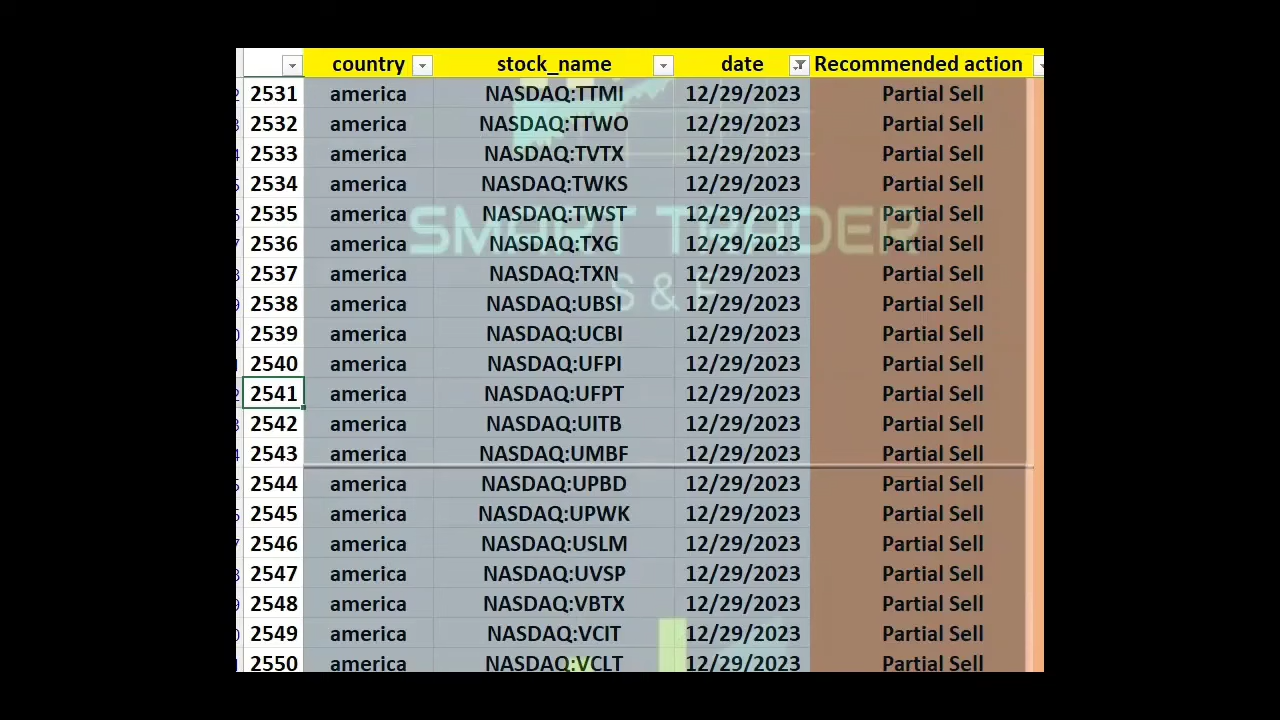 country stock_name date Recommended action
2531 america NASDAQ:TTMI 12/29/2023 Partial Sell
2532 america NASDAQ:TTWO 12/29/2023 Partial Sell
2533 america NASDAQ:TVTX 12/29/2023 Partial Sell
2534 america NASDAQ:TWKS 12/29/2023 Partial Sell
2535 america NASDAQ:TWST 12/29/2023 Partial Sell
SMART TRADER
2536 america NASDAQ:TXG 12/29/2023 Partial Sell
2537 america NASDAQ:TXN 12/29/2023 Partial Sell
S & F
2538 america NASDAQ:UBSI 12/29/2023 Partial Sell
2539 america NASDAQ:UCBI 12/29/2023 Partial Sell
2540 america NASDAQ:UFPI 12/29/2023 Partial Sell
2541 america NASDAQ:UFPT 12/29/2023 Partial Sell
2542 america NASDAQ:UITB 12/29/2023 Partial Sell
2543 america NASDAQ:UMBF 12/29/2023 Partial Sell
2544 america NASDAQ:UPBD 12/29/2023 Partial Sell
2545 america NASDAQ:UPWK 12/29/2023 Partial Sell
2546 america NASDAQ:USLM 12/29/2023 Partial Sell
2547 america NASDAQ:UVSP 12/29/2023 Partial Sell
2548 america NASDAQ:VBTX 12/29/2023 Partial Sell
2549 america NASDAQ:VCIT 12/29/2023 Partial Sell
2550 america NASDAQ:VCLT 12/29/2023 Partial Sell